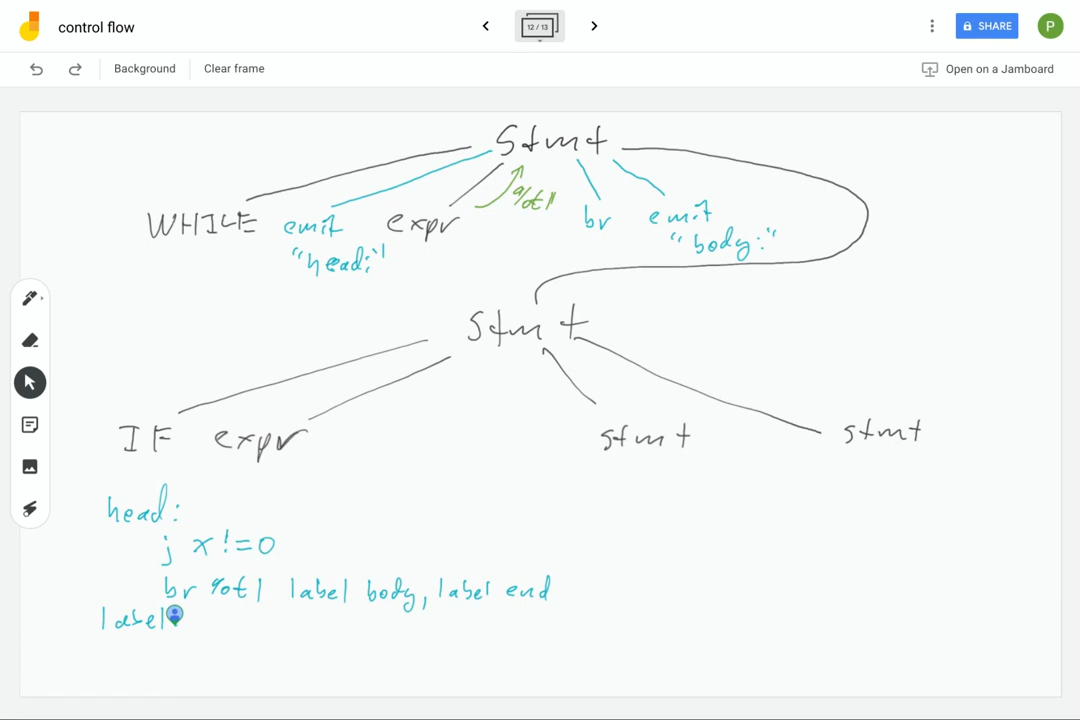 control flow
12 / 13
SHARE
P
Background
Clear frame
Open on a Jamboard
Stmt
WHILE emit expr %t1 br emit
"head:" "body:"
Stmt
IF expr stmt stmt
head:
j x != 0
br %t1 label body, label end
label